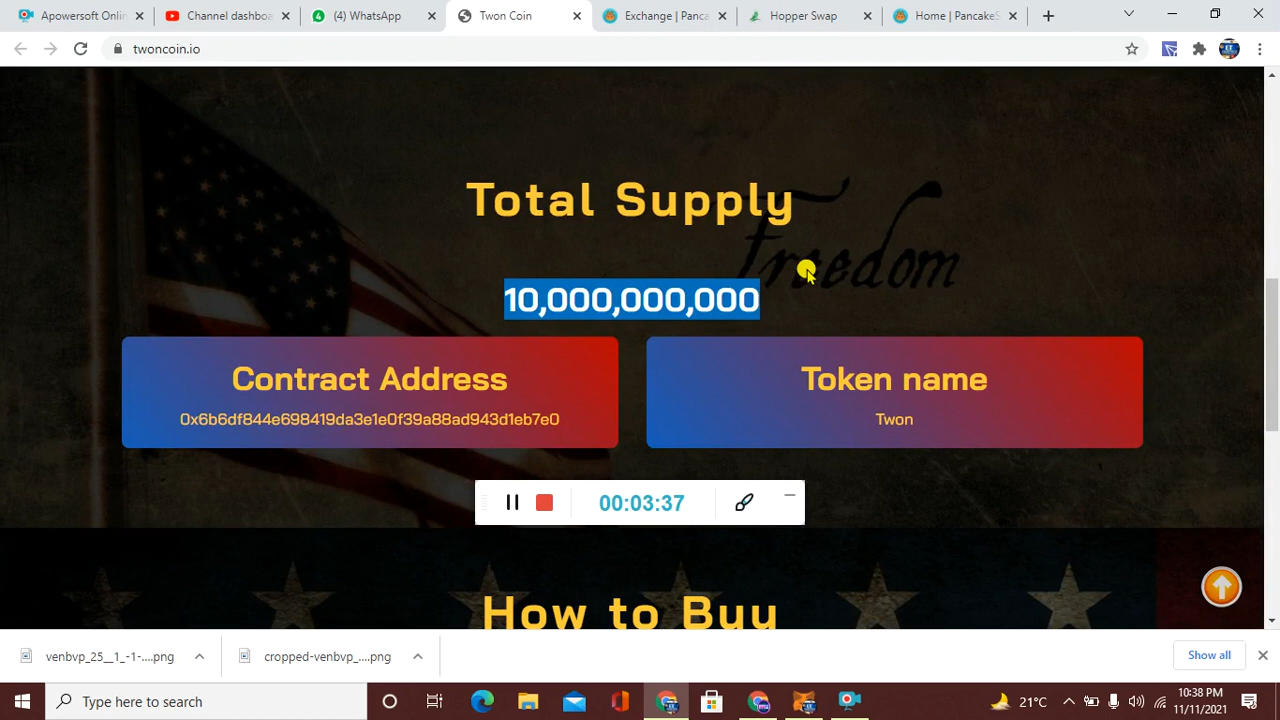 Apowersoft Onlin
Channel dashboa
(4) WhatsApp
Twon Coin
Exchange | Panca
Hopper Swap
Home | PancakeS
twoncoin.io
Freedom
Total Supply
10,000,000,000
Contract Address
0x6b6df844e698419da3e1e0f39a88ad943d1eb7e0
Token name
Twon
00:03:37
How to Buy
venbvp_25__1_-1-....png
cropped-venbvp_....png
Show all
Type here to search
21°C
10:38 PM
11/11/2021